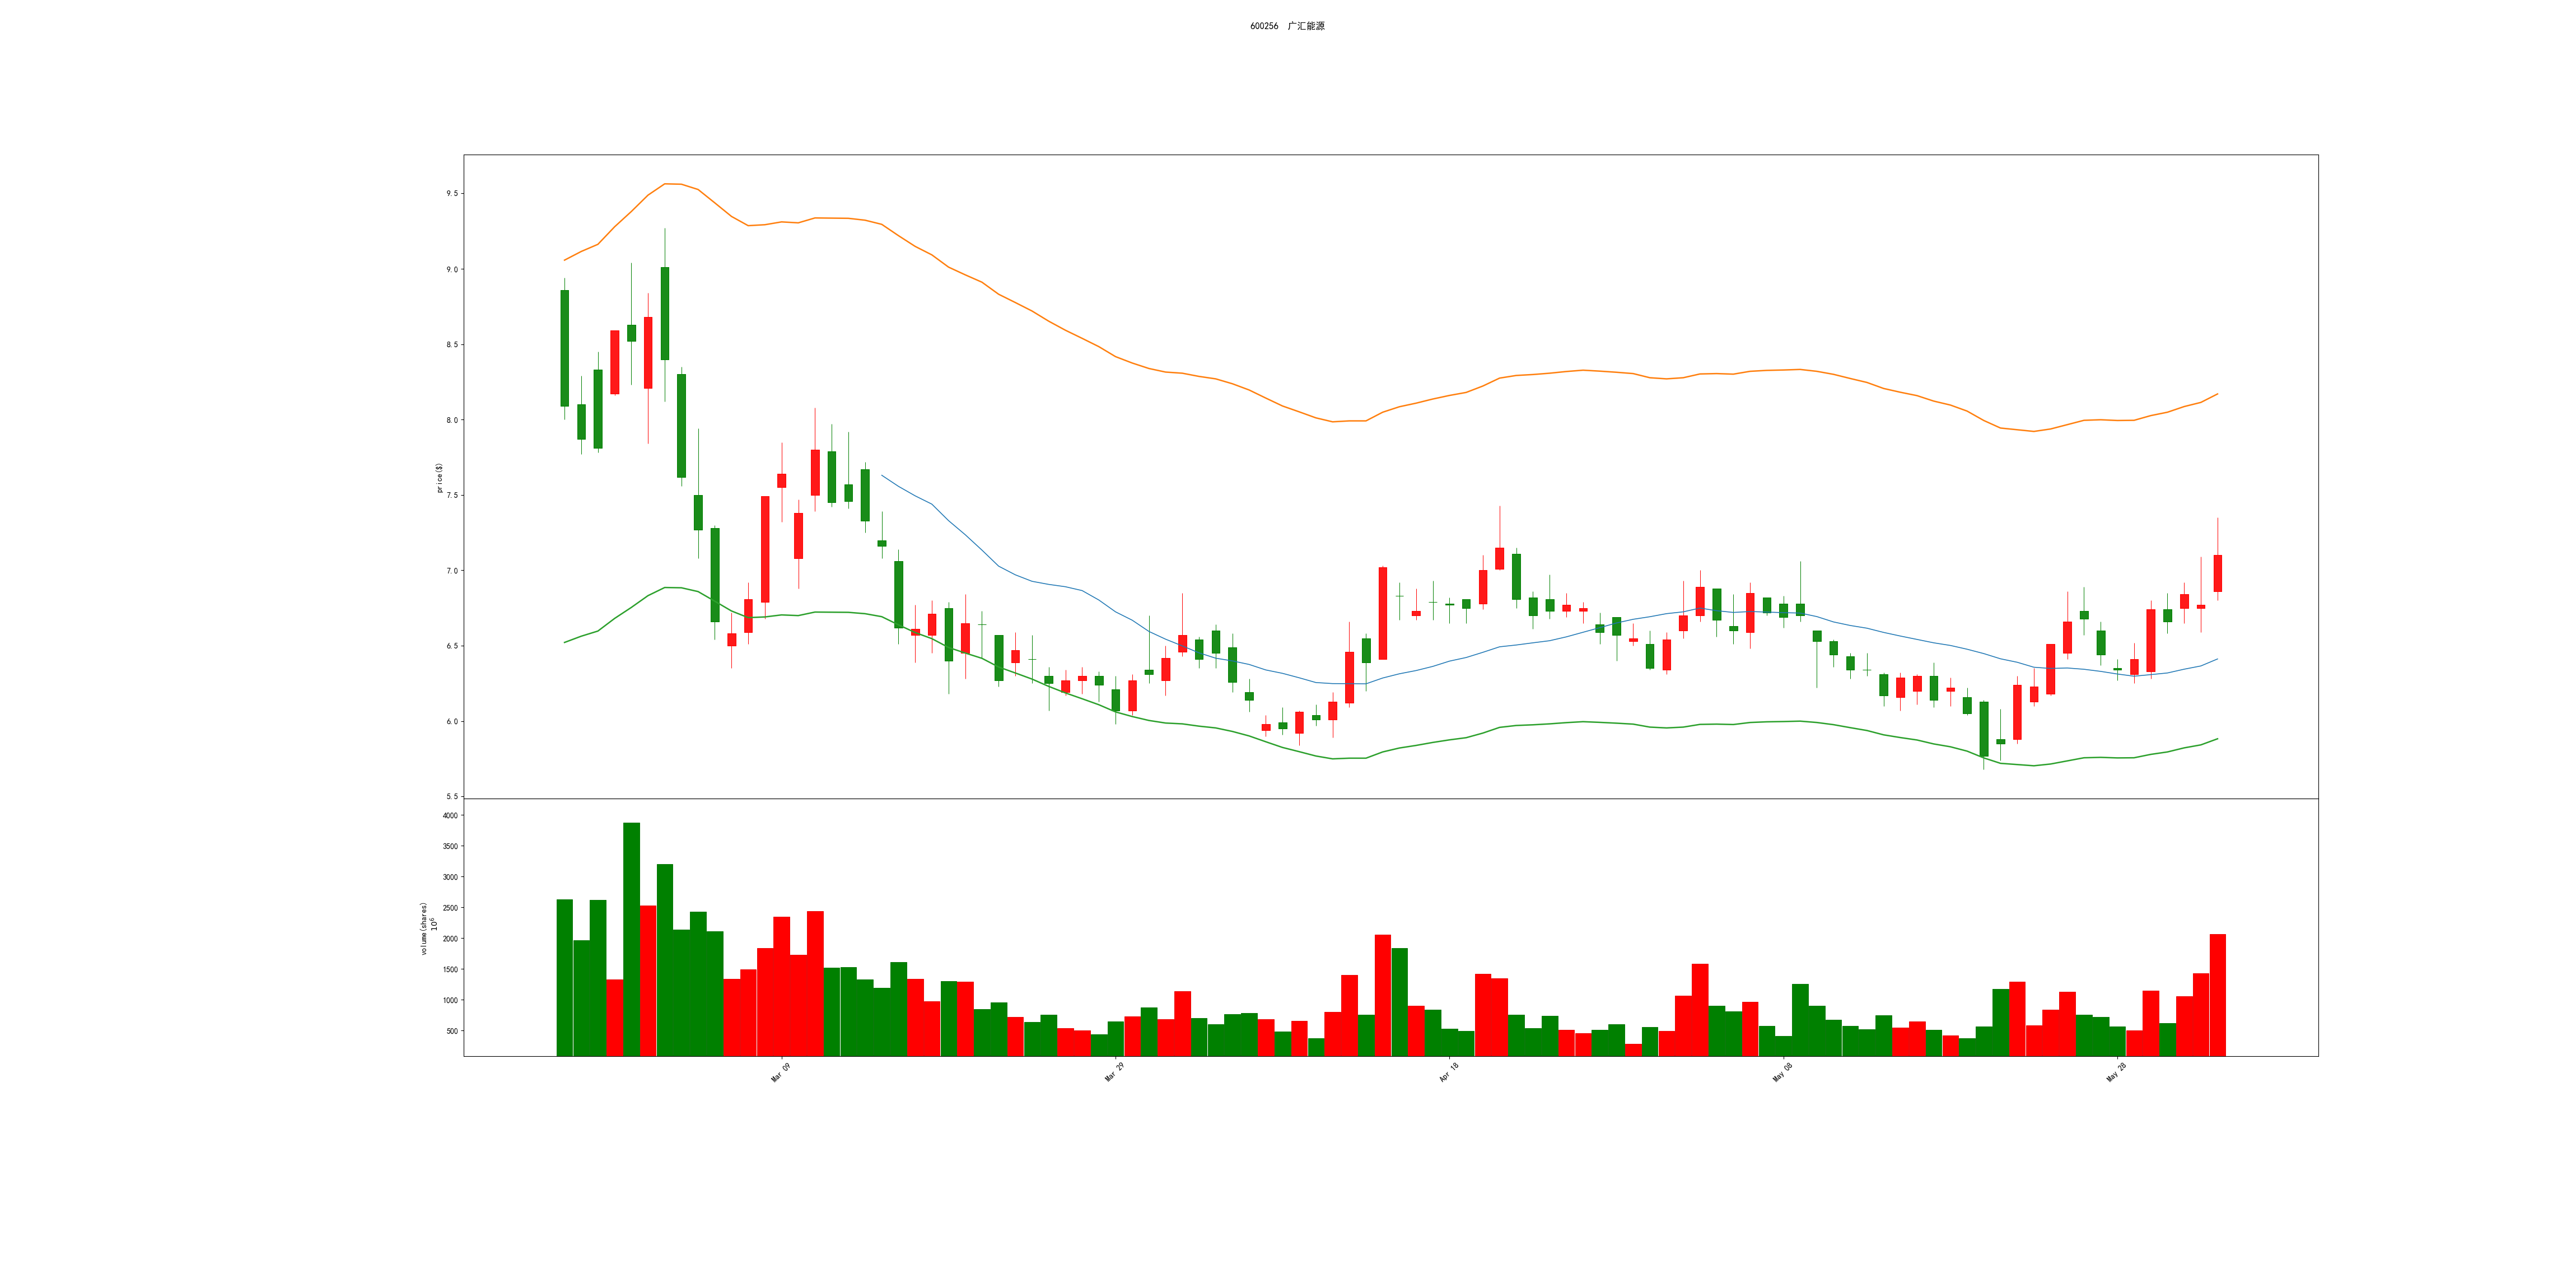 600256  广汇能源
price($)
9.5
9.0
8.5
8.0
7.5
7.0
6.5
6.0
5.5
volume(shares)
10⁶
4000
3500
3000
2500
2000
1500
1000
500
Mar 09
Mar 29
Apr 18
May 08
May 28